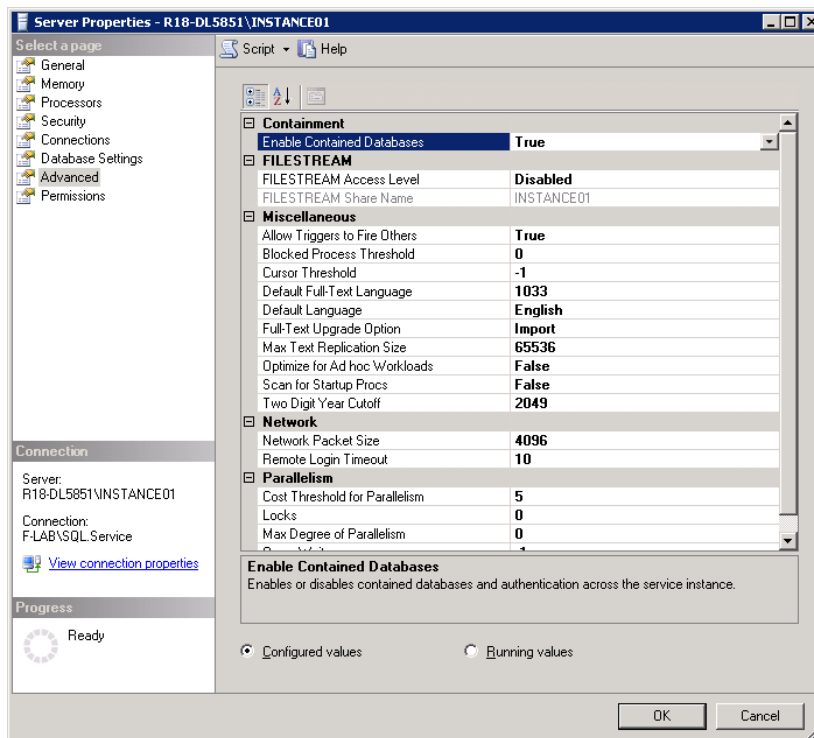 Server Properties - R18-DL5851\INSTANCE01
Select a page
General
Memory
Processors
Security
Connections
Database Settings
Advanced
Permissions
Connection
Server:
R18-DL5851\INSTANCE01
Connection:
F-LAB\SQL.Service
View connection properties
Progress
Ready
Script Help
Containment
Enable Contained Databases True
FILESTREAM
FILESTREAM Access Level Disabled
FILESTREAM Share Name INSTANCE01
Miscellaneous
Allow Triggers to Fire Others True
Blocked Process Threshold 0
Cursor Threshold -1
Default Full-Text Language 1033
Default Language English
Full-Text Upgrade Option Import
Max Text Replication Size 65536
Optimize for Ad hoc Workloads False
Scan for Startup Procs False
Two Digit Year Cutoff 2049
Network
Network Packet Size 4096
Remote Login Timeout 10
Parallelism
Cost Threshold for Parallelism 5
Locks 0
Max Degree of Parallelism 0
Enable Contained Databases
Enables or disables contained databases and authentication across the service instance.
Configured values Running values
OK Cancel